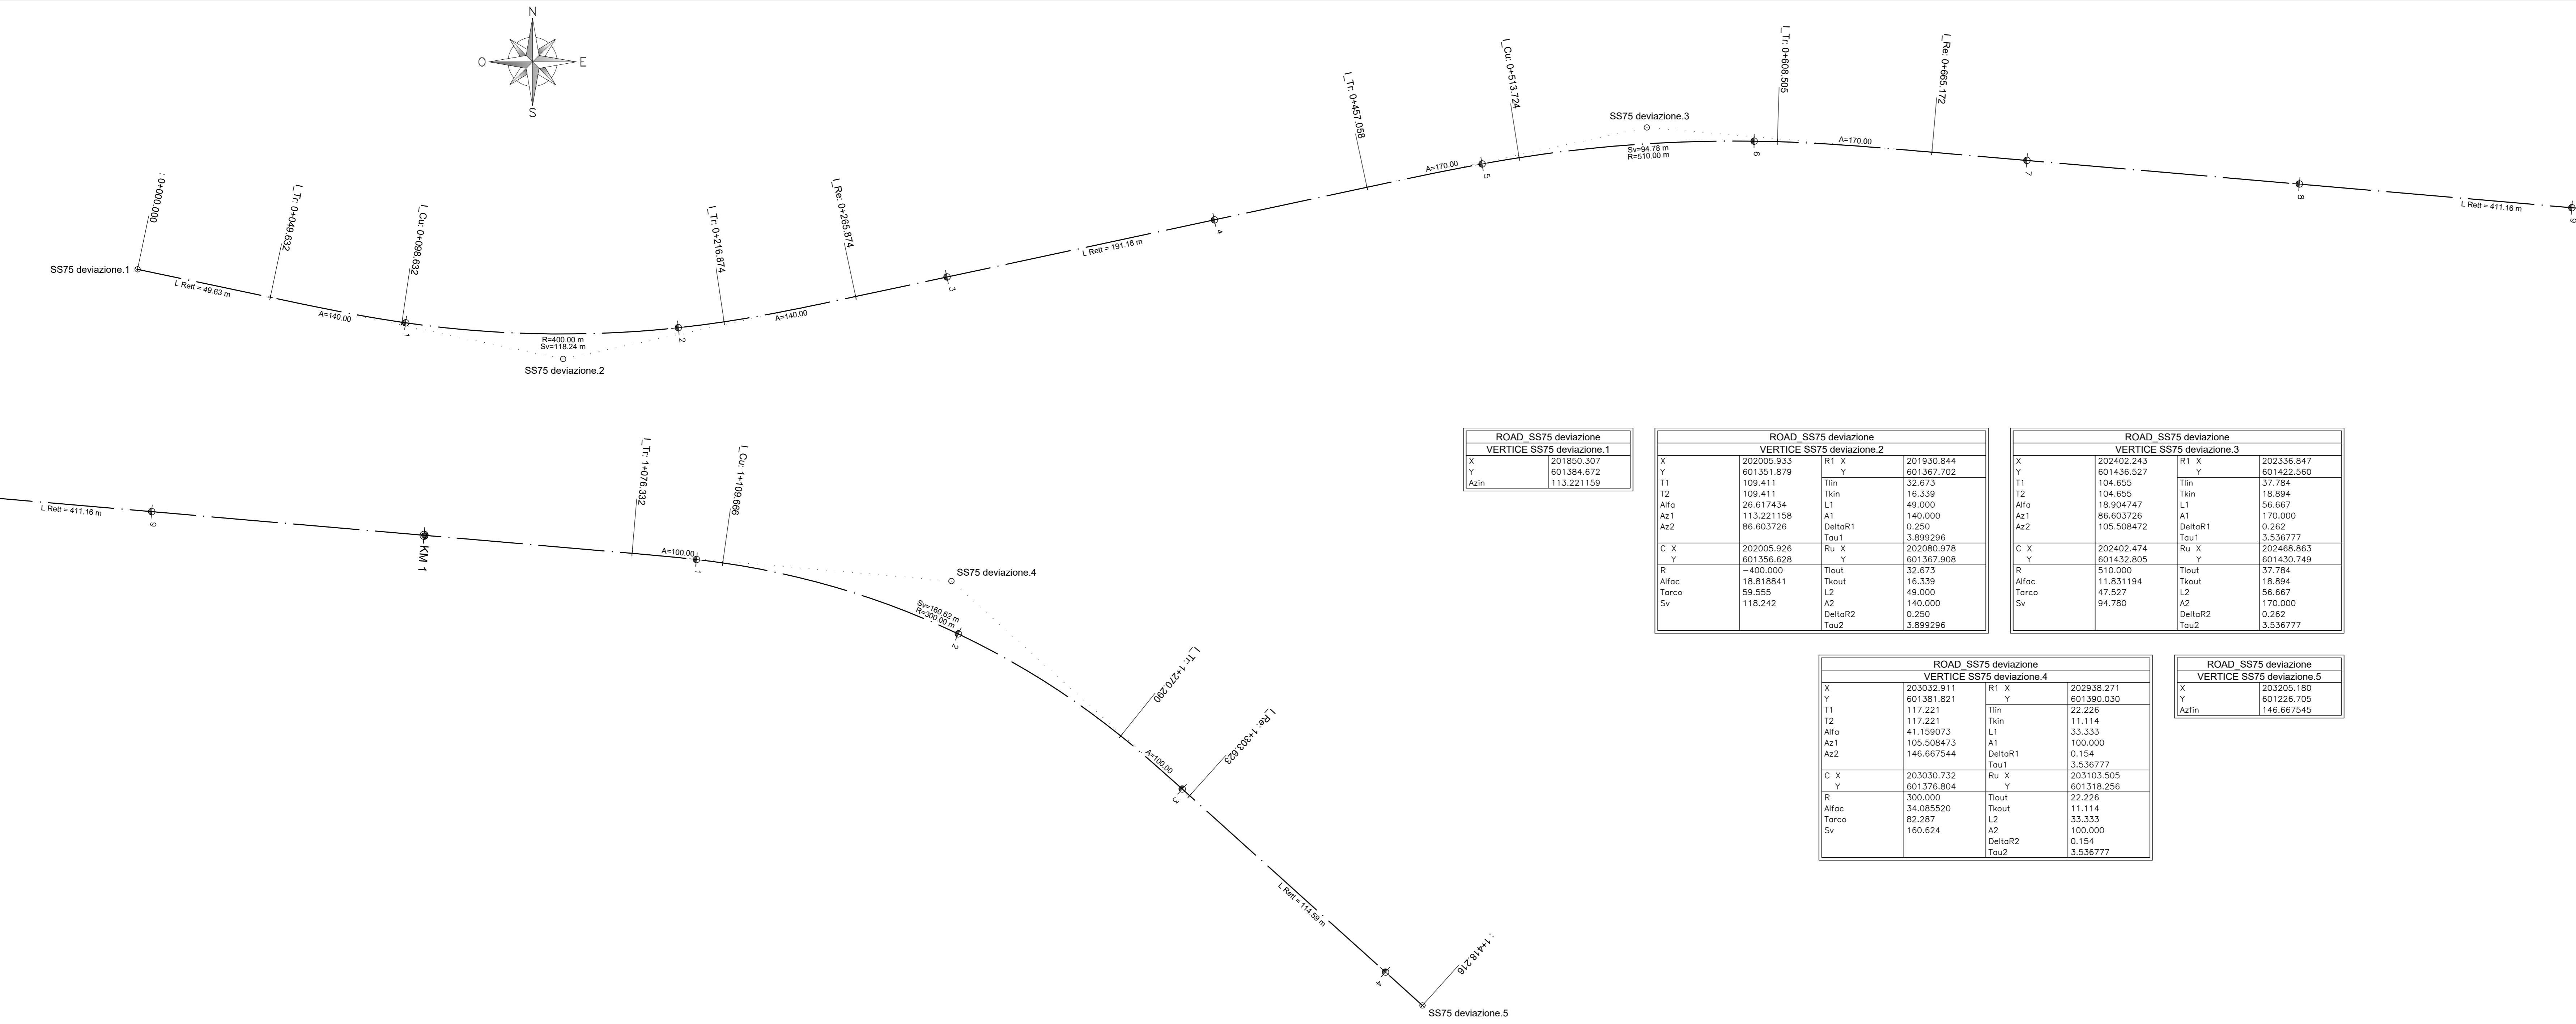 N
O
E
S
: 0+000.000
I_Tr: 0+049.632
I_Cu: 0+098.632
I_Tr: 0+216.874
I_Re: 0+265.874
I_Tr: 0+457.058
I_Cu: 0+513.724
I_Tr: 0+608.505
I_Re: 0+665.172
SS75 deviazione.1
L Rett = 49.63 m
A=140.00
1
R=400.00 m
Sv=118.24 m
SS75 deviazione.2
2
A=140.00
3
L Rett = 191.18 m
4
A=170.00
5
SS75 deviazione.3
Sv=94.78 m
R=510.00 m
6
A=170.00
7
8
L Rett = 411.16 m
9
L Rett = 411.16 m
9
KM 1
I_Tr: 1+076.332
I_Cu: 1+109.666
A=100.00
1
SS75 deviazione.4
Sv=160.62 m
R=300.00 m
2
I_Tr: 1+270.290
I_Re: 1+303.623
A=100.00
3
L Rett = 114.59 m
4
: 1+418.216
SS75 deviazione.5
ROAD_SS75 deviazione
VERTICE SS75 deviazione.1
X 201850.307
Y 601384.672
Azin 113.221159
ROAD_SS75 deviazione
VERTICE SS75 deviazione.2
X 202005.933 R1 X 201930.844
Y 601351.879 Y 601367.702
T1 109.411 Tlin 32.673
T2 109.411 Tkin 16.339
Alfa 26.617434 L1 49.000
Az1 113.221158 A1 140.000
Az2 86.603726 DeltaR1 0.250
Tau1 3.899296
C X 202005.926 Ru X 202080.978
Y 601356.628 Y 601367.908
R -400.000 Tlout 32.673
Alfac 18.818841 Tkout 16.339
Tarco 59.555 L2 49.000
Sv 118.242 A2 140.000
DeltaR2 0.250
Tau2 3.899296
ROAD_SS75 deviazione
VERTICE SS75 deviazione.3
X 202402.243 R1 X 202336.847
Y 601436.527 Y 601422.560
T1 104.655 Tlin 37.784
T2 104.655 Tkin 18.894
Alfa 18.904747 L1 56.667
Az1 86.603726 A1 170.000
Az2 105.508472 DeltaR1 0.262
Tau1 3.536777
C X 202402.474 Ru X 202468.863
Y 601432.805 Y 601430.749
R 510.000 Tlout 37.784
Alfac 11.831194 Tkout 18.894
Tarco 47.527 L2 56.667
Sv 94.780 A2 170.000
DeltaR2 0.262
Tau2 3.536777
ROAD_SS75 deviazione
VERTICE SS75 deviazione.4
X 203032.911 R1 X 202938.271
Y 601381.821 Y 601390.030
T1 117.221 Tlin 22.226
T2 117.221 Tkin 11.114
Alfa 41.159073 L1 33.333
Az1 105.508473 A1 100.000
Az2 146.667544 DeltaR1 0.154
Tau1 3.536777
C X 203030.732 Ru X 203103.505
Y 601376.804 Y 601318.256
R 300.000 Tlout 22.226
Alfac 34.085520 Tkout 11.114
Tarco 82.287 L2 33.333
Sv 160.624 A2 100.000
DeltaR2 0.154
Tau2 3.536777
ROAD_SS75 deviazione
VERTICE SS75 deviazione.5
X 203205.180
Y 601226.705
Azfin 146.667545